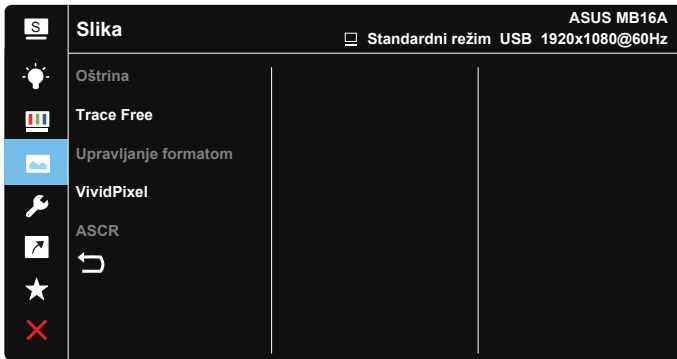 S
Slika
ASUS MB16A
Standardni režim USB 1920x1080@60Hz
Oštrina
Trace Free
Upravljanje formatom
VividPixel
ASCR